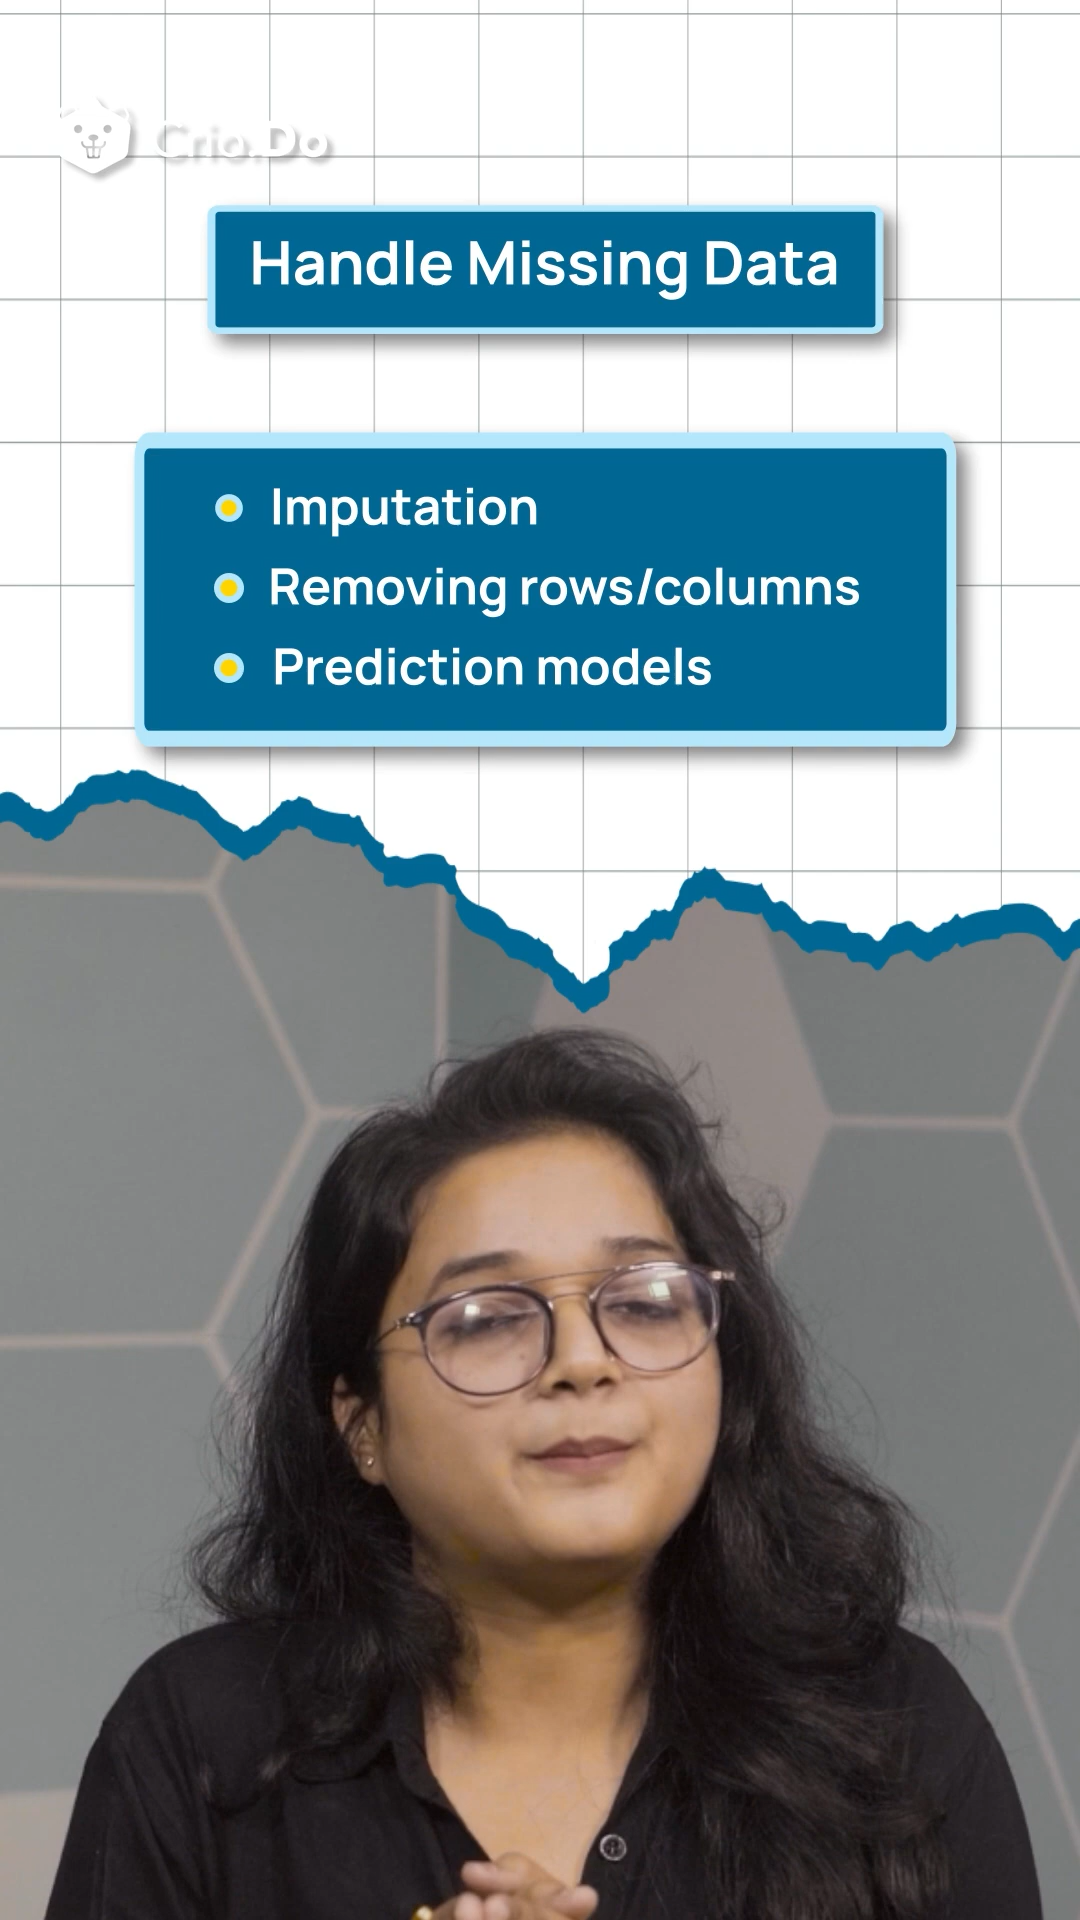 Crio.Do
Handle Missing Data
Imputation
Removing rows/columns
Prediction models